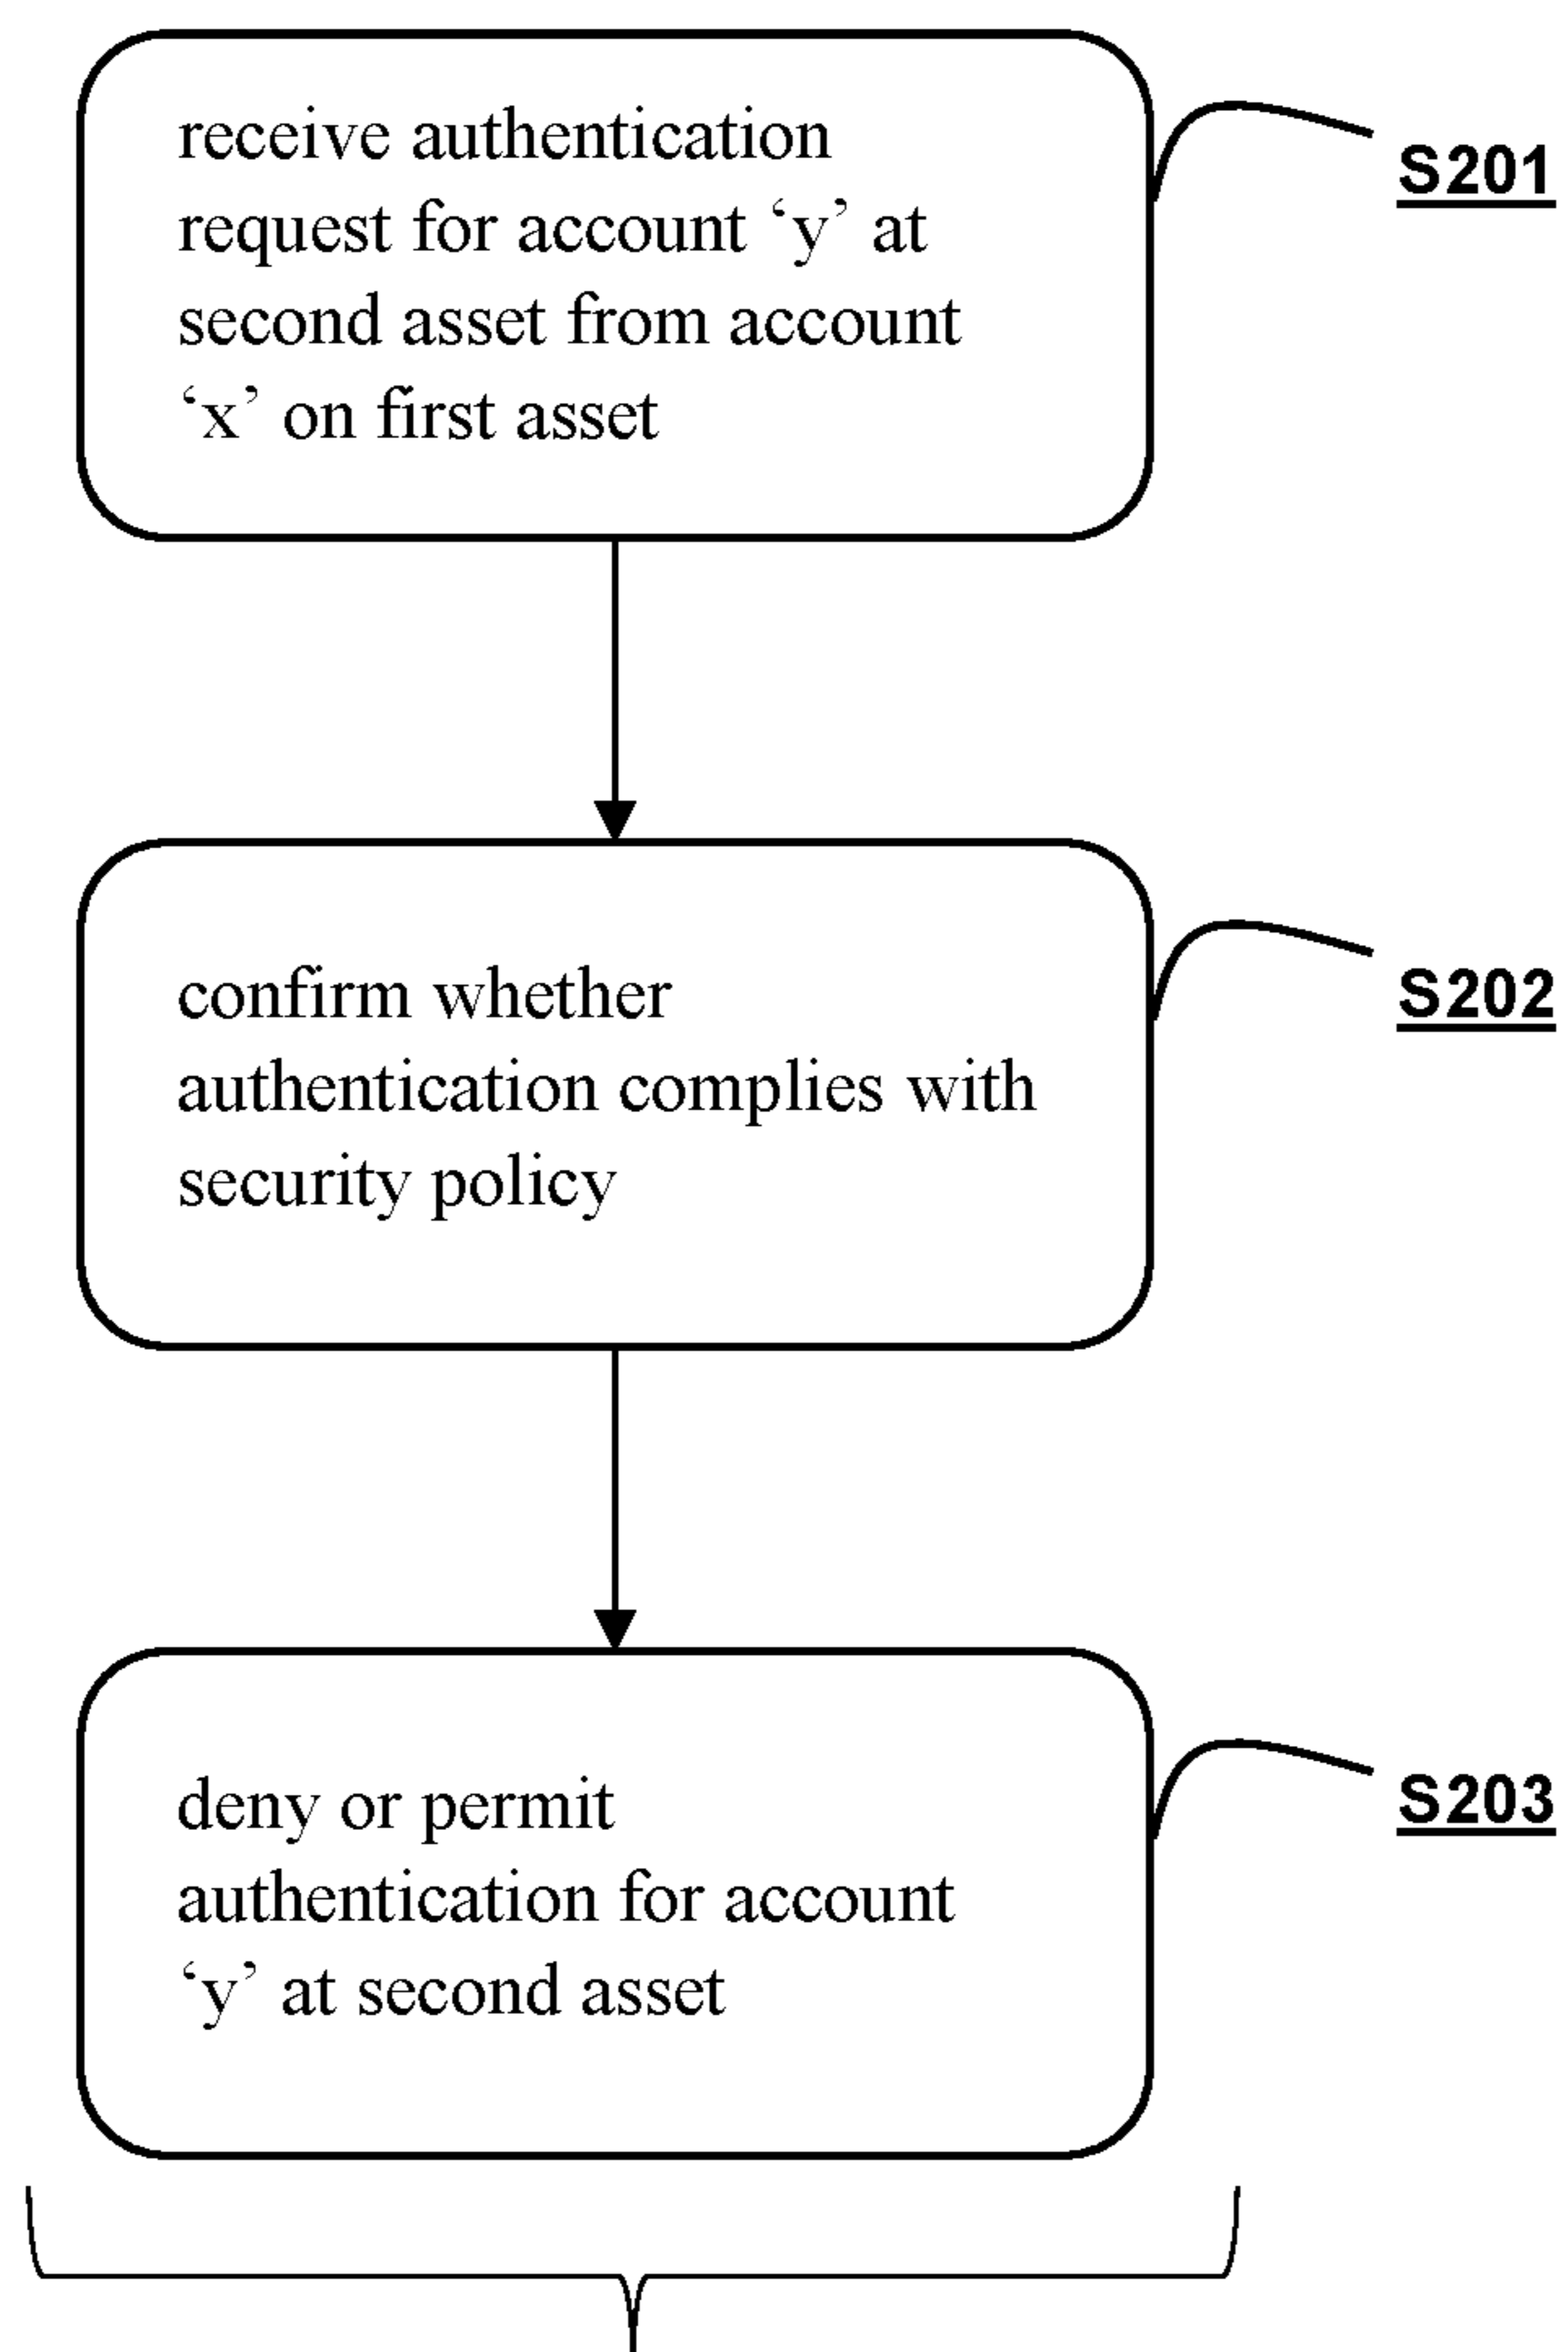 receive authentication
request for account ‘y’ at
second asset from account
‘x’ on first asset
S201
confirm whether
authentication complies with
security policy
S202
deny or permit
authentication for account
‘y’ at second asset
S203